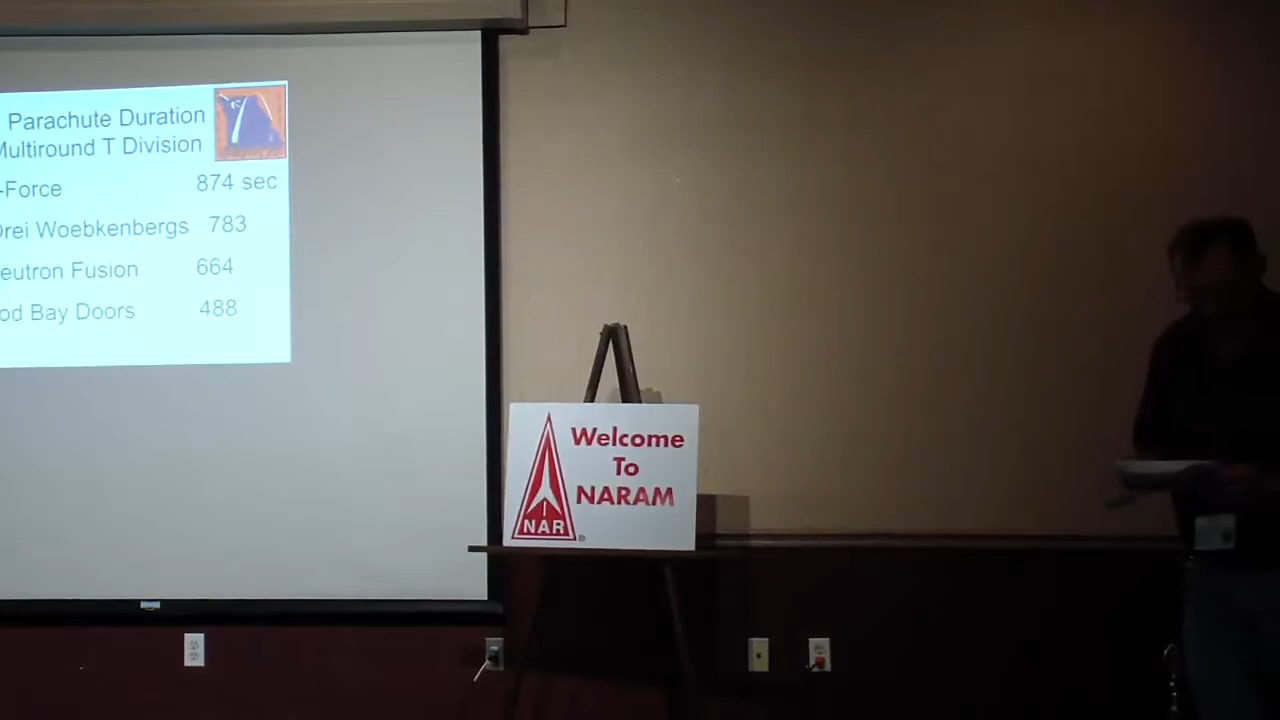 Parachute Duration
Multiround T Division
-Force 874 sec
Drei Woebkenbergs 783
eutron Fusion 664
od Bay Doors 488
Welcome
To
NARAM
NAR